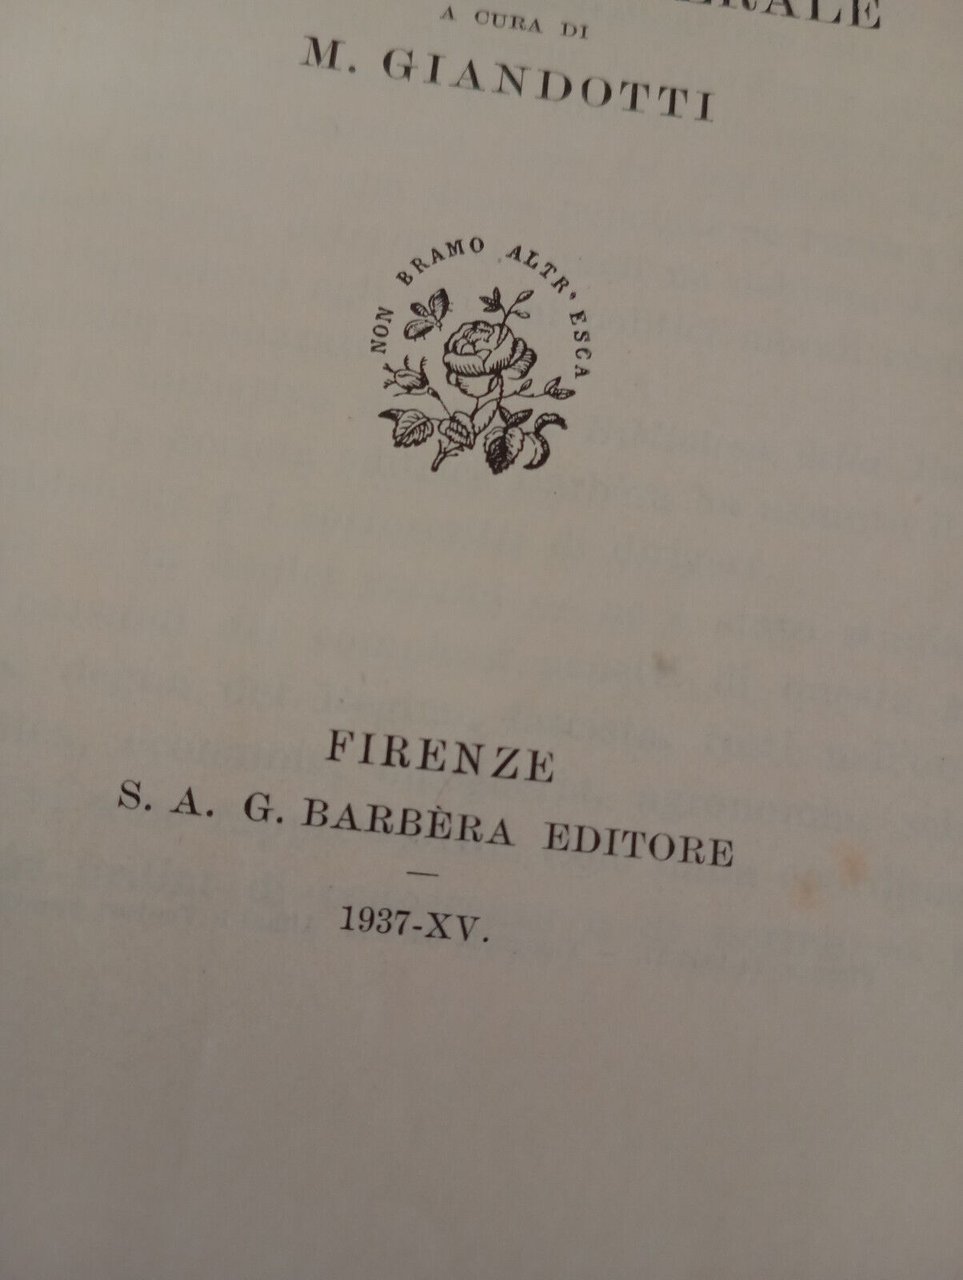 A CURA DI
M. GIANDOTTI
NON BRAMO ALTR' ESCA
FIRENZE
S. A. G. BARBÈRA EDITORE
1937-XV.